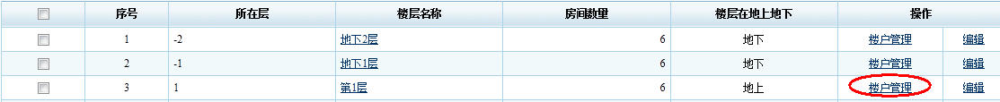 序号 所在层 楼层名称 房间数量 楼层在地上地下 操作
1 -2 地下2层 6 地下 楼户管理 编辑
2 -1 地下1层 6 地下 楼户管理 编辑
3 1 第1层 6 地上 楼户管理 编辑